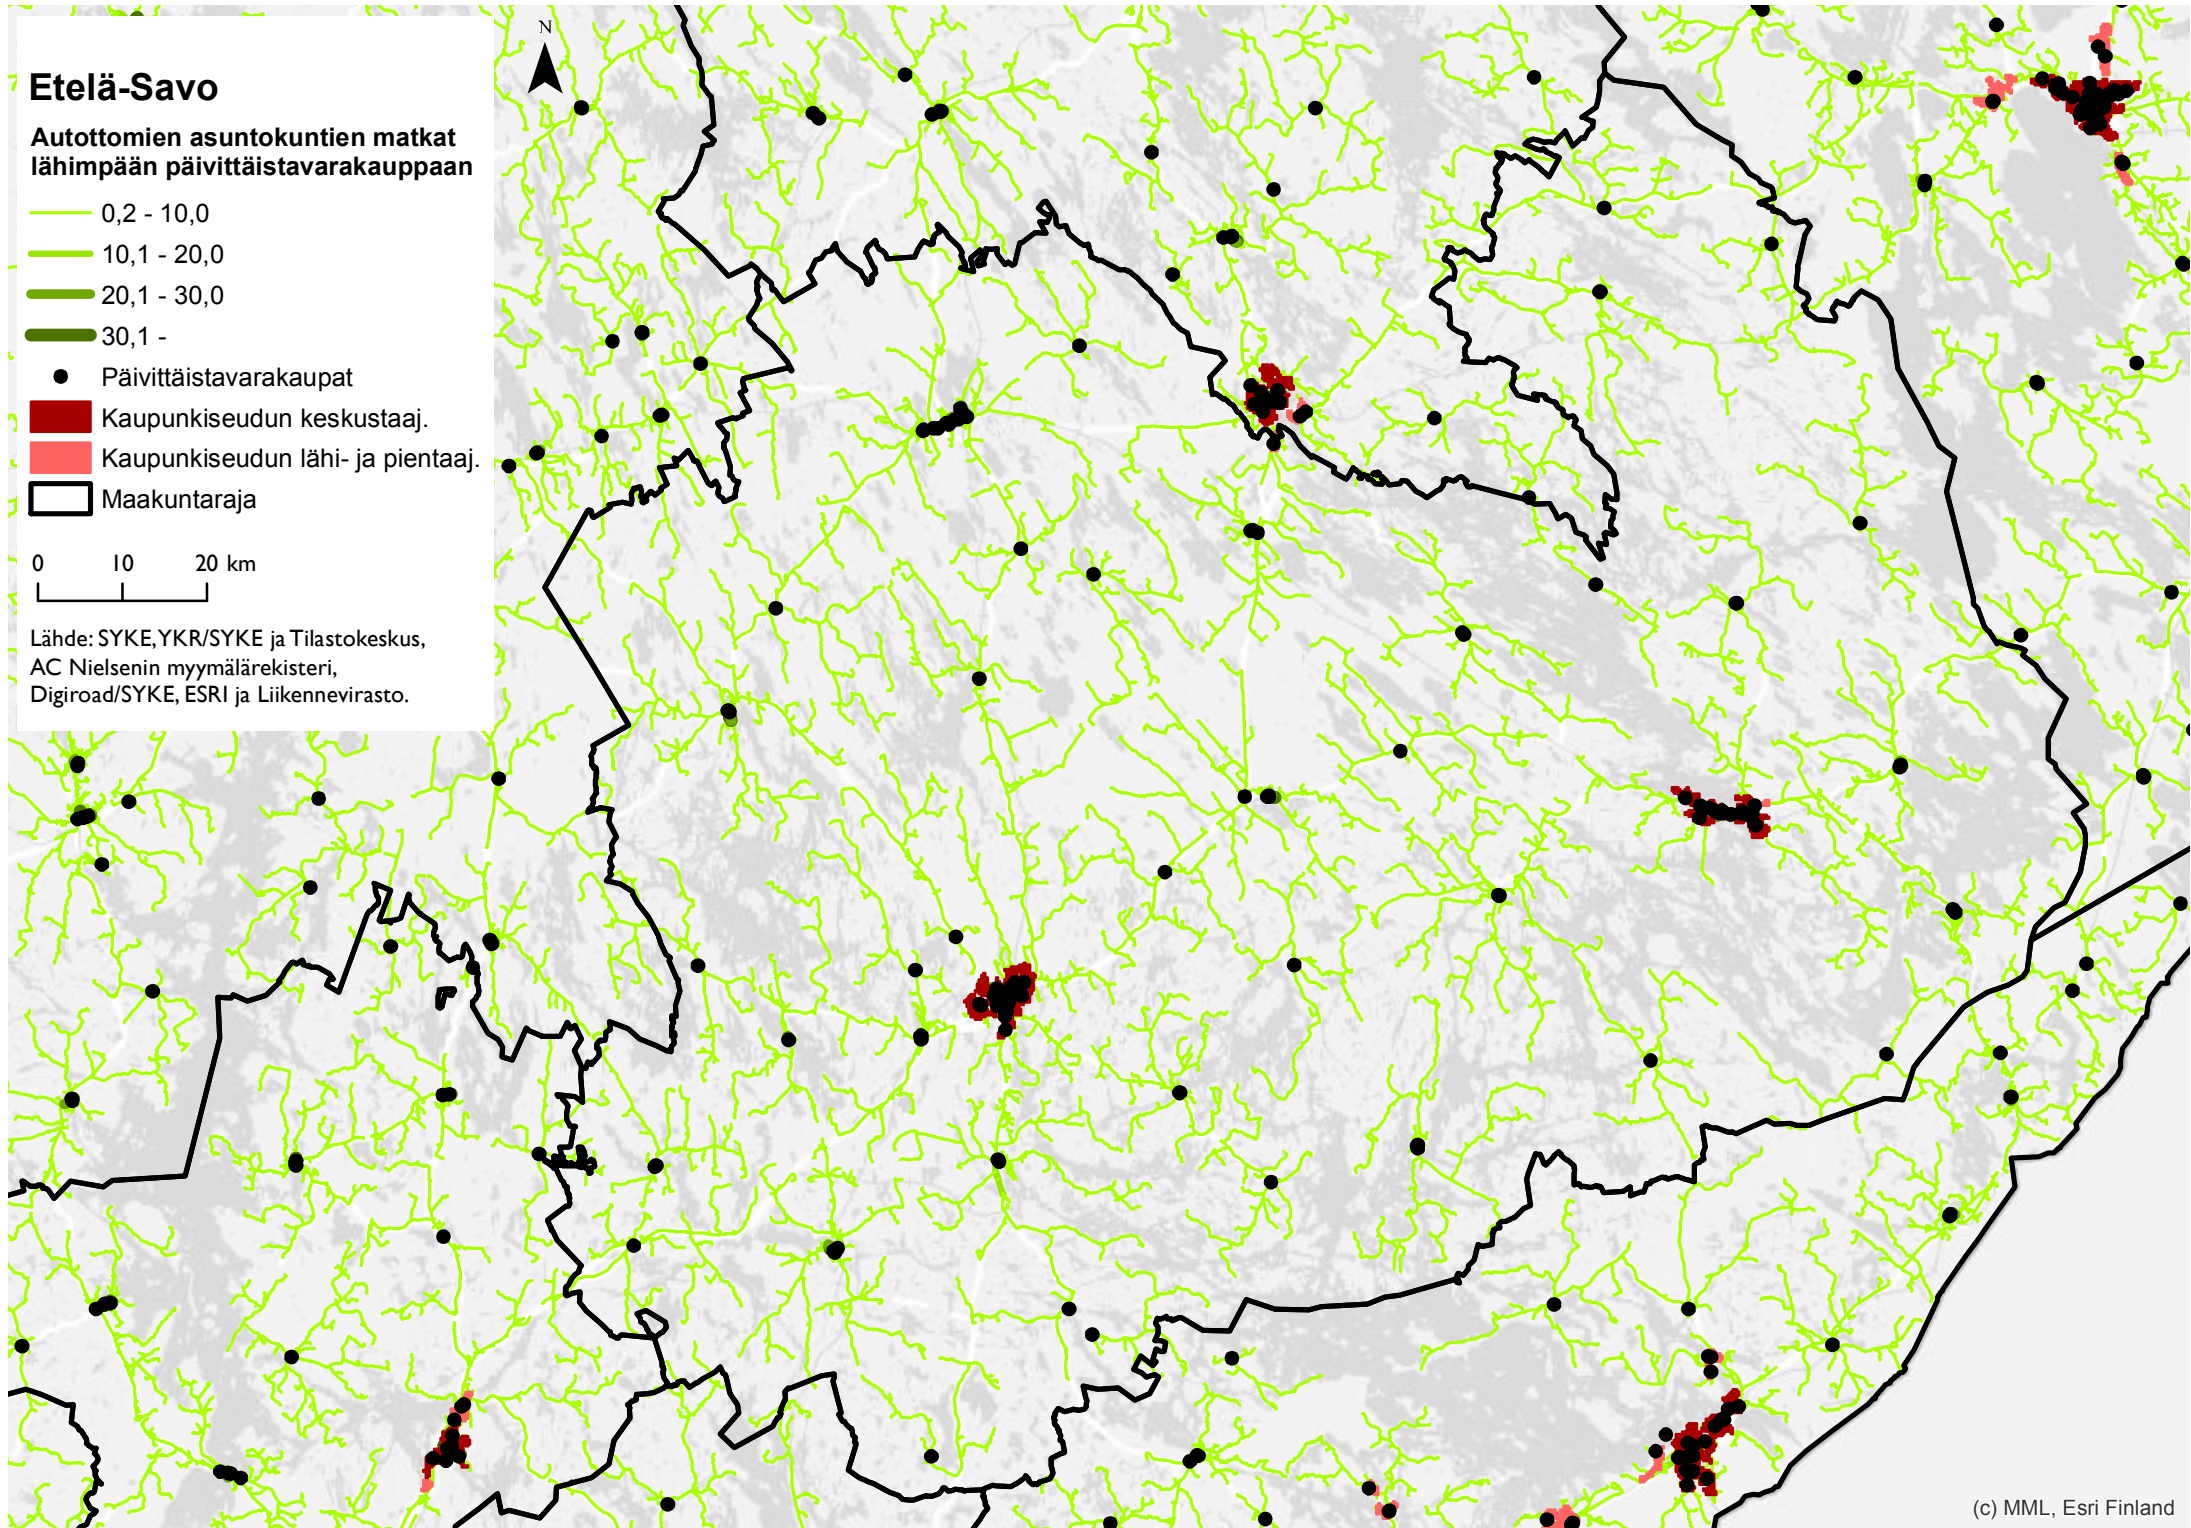 N
Etelä-Savo
Autottomien asuntokuntien matkat
lähimpään päivittäistavarakauppaan
0,2 - 10,0
10,1 - 20,0
20,1 - 30,0
30,1 -
Päivittäistavarakaupat
Kaupunkiseudun keskustaaj.
Kaupunkiseudun lähi- ja pientaaj.
Maakuntaraja
0 10 20 km
Lähde: SYKE, YKR/SYKE ja Tilastokeskus,
AC Nielsenin myymälärekisteri,
Digiroad/SYKE, ESRI ja Liikennevirasto.
(c) MML, Esri Finland